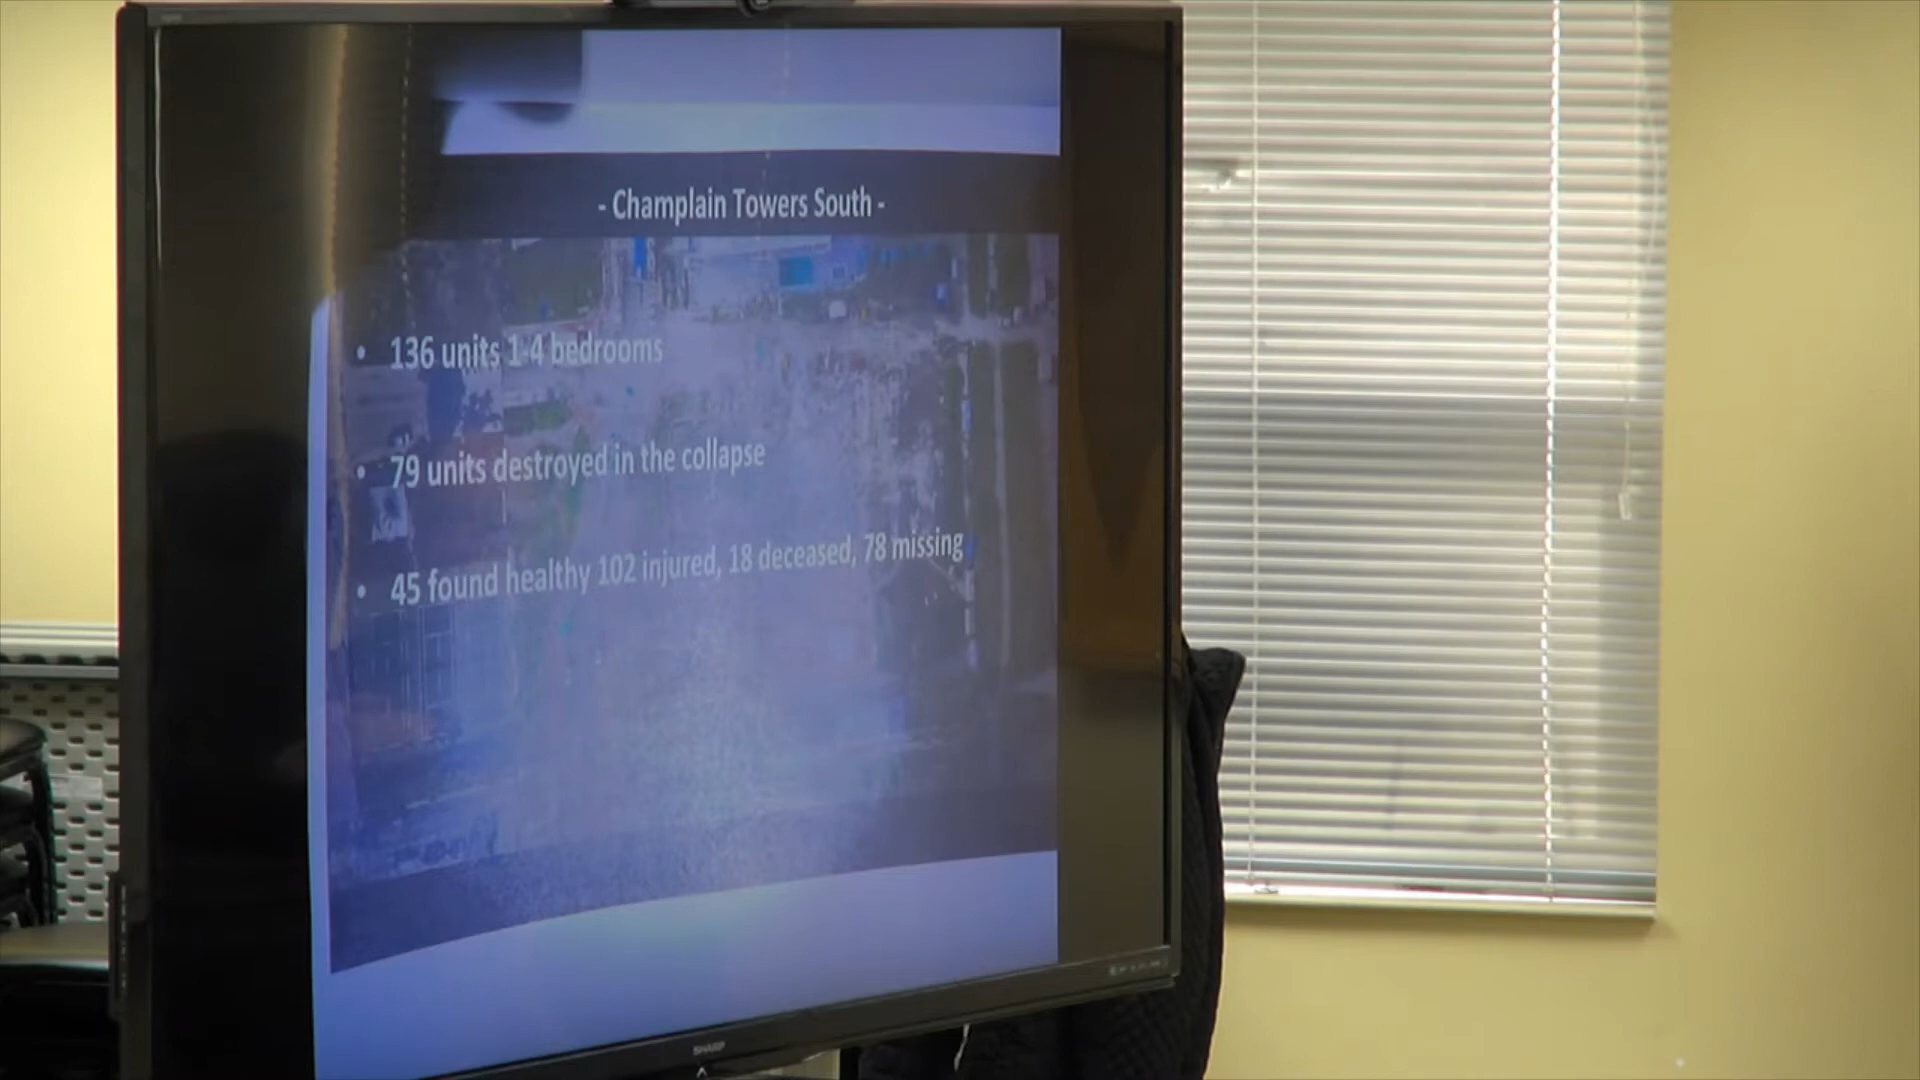 - Champlain Towers South -
• 136 units 1-4 bedrooms
• 79 units destroyed in the collapse
• 45 found healthy 102 injured, 18 deceased, 78 missing
SHARP